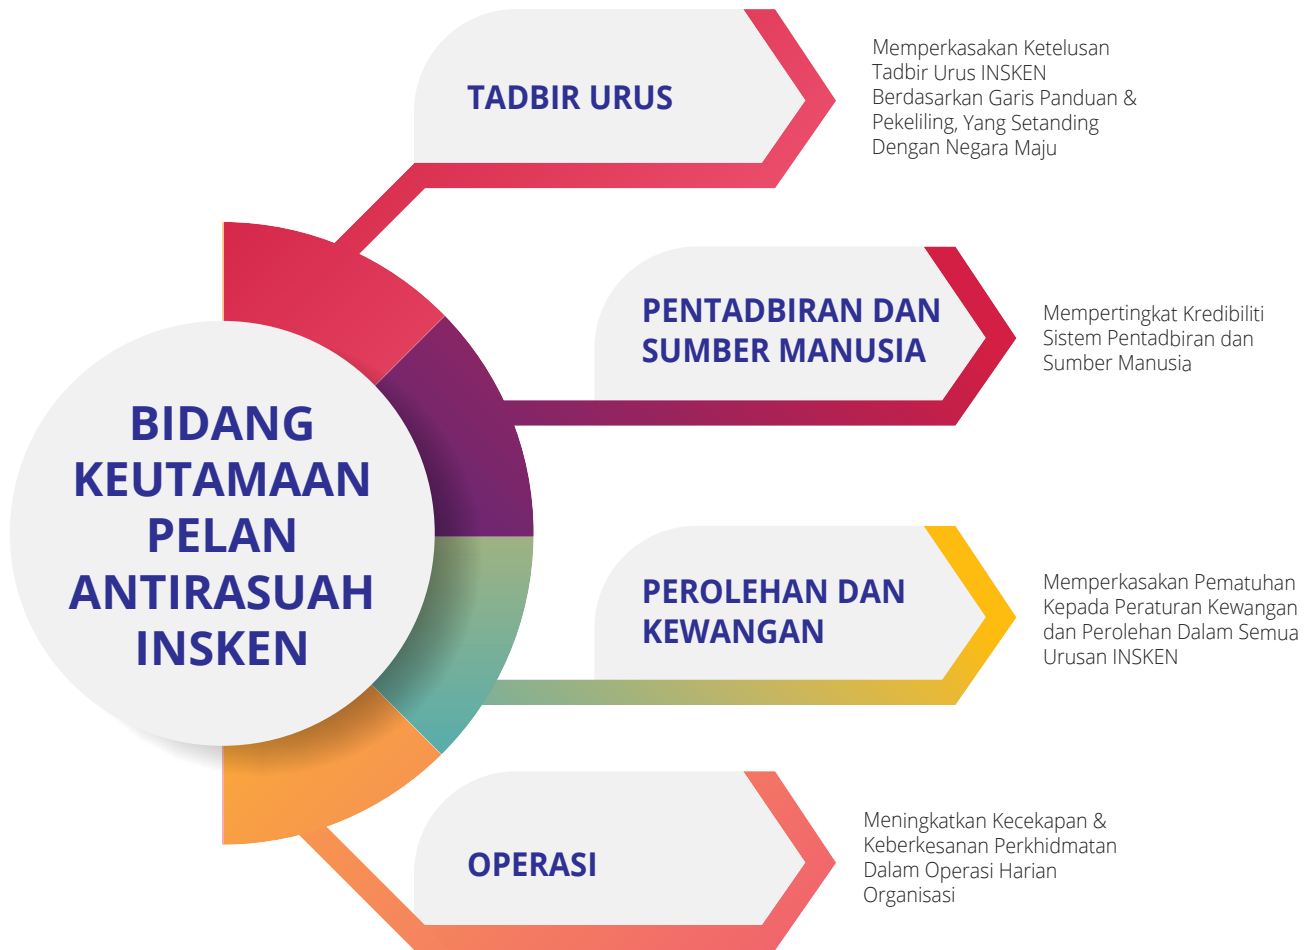 BIDANG
KEUTAMAAN
PELAN
ANTIRASUAH
INSKEN
TADBIR URUS
Memperkasakan Ketelusan
Tadbir Urus INSKEN
Berdasarkan Garis Panduan &
Pekeliling, Yang Setanding
Dengan Negara Maju
PENTADBIRAN DAN
SUMBER MANUSIA
Mempertingkat Kredibiliti
Sistem Pentadbiran dan
Sumber Manusia
PEROLEHAN DAN
KEWANGAN
Memperkasakan Pematuhan
Kepada Peraturan Kewangan
dan Perolehan Dalam Semua
Urusan INSKEN
OPERASI
Meningkatkan Kecekapan &
Keberkesanan Perkhidmatan
Dalam Operasi Harian
Organisasi